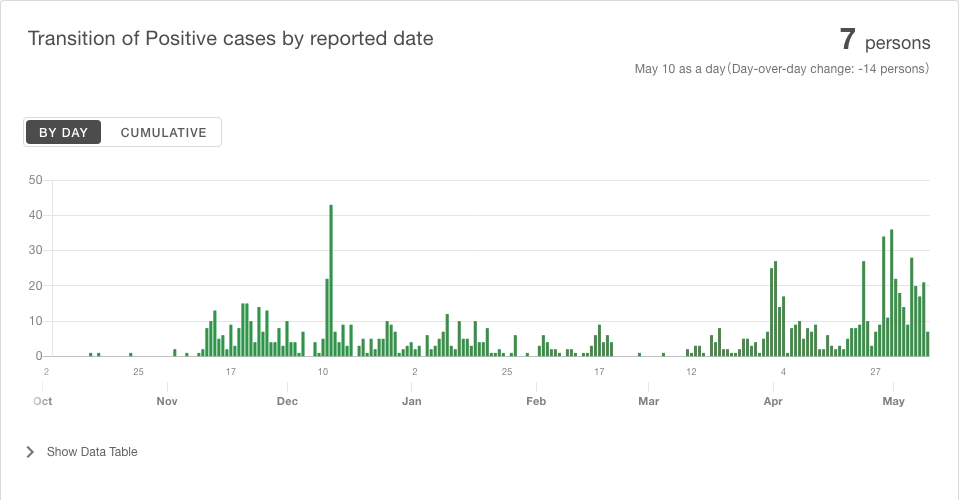 Transition of Positive cases by reported date
7 persons
May 10 as a day(Day-over-day change: -14 persons)
BY DAY CUMULATIVE
50
40
30
20
10
0
2 25 17 10 2 25 17 12 4 27
Oct Nov Dec Jan Feb Mar Apr May
Show Data Table